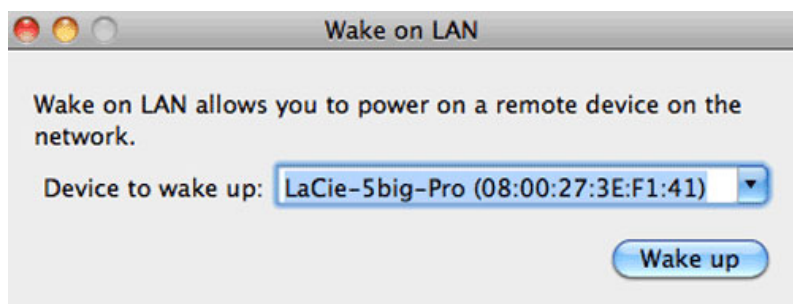 Wake on LAN
Wake on LAN allows you to power on a remote device on the
network.
Device to wake up: LaCie-5big-Pro (08:00:27:3E:F1:41)
Wake up